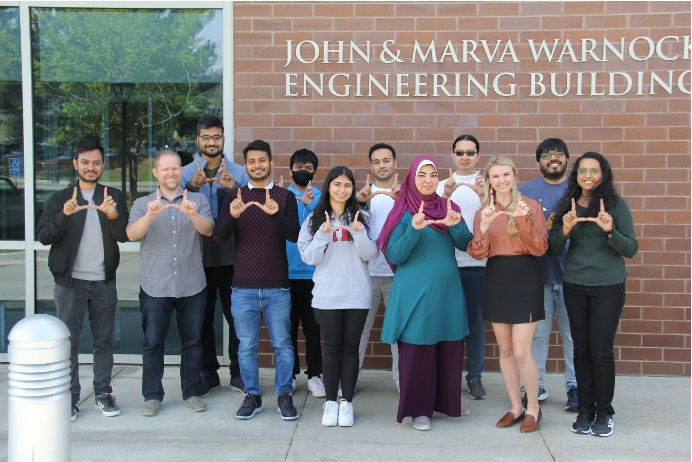 JOHN & MARVA WARNOCK
ENGINEERING BUILDING